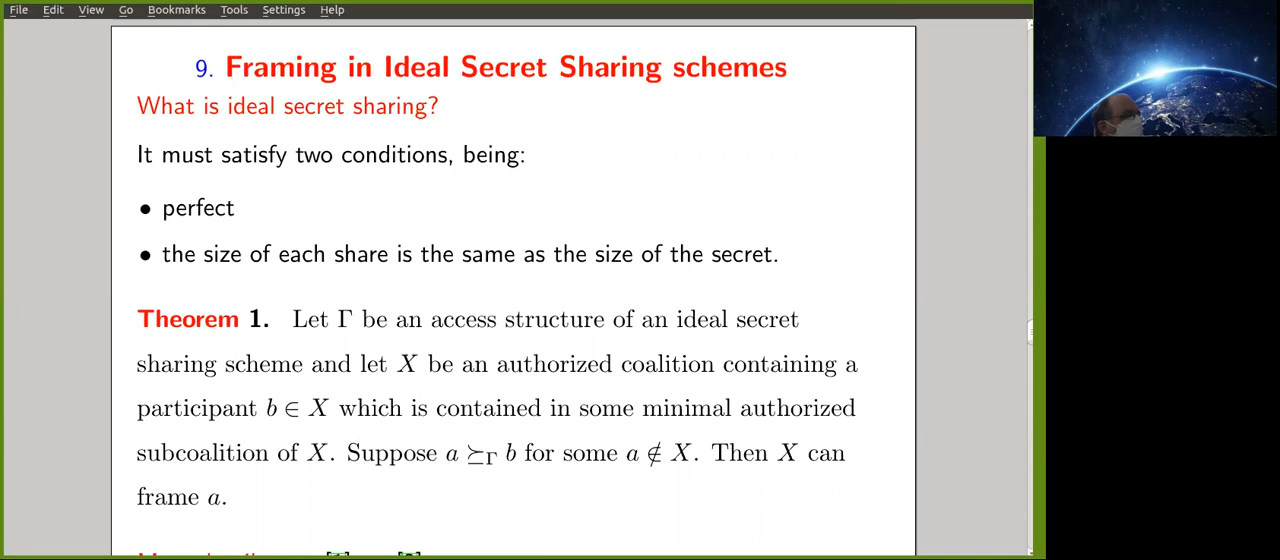 File Edit View Go Bookmarks Tools Settings Help
9. Framing in Ideal Secret Sharing schemes
What is ideal secret sharing?
It must satisfy two conditions, being:
• perfect
• the size of each share is the same as the size of the secret.
Theorem 1. Let Γ be an access structure of an ideal secret
sharing scheme and let X be an authorized coalition containing a
participant b ∈ X which is contained in some minimal authorized
subcoalition of X. Suppose a ⪰Γ b for some a ∉ X. Then X can
frame a.